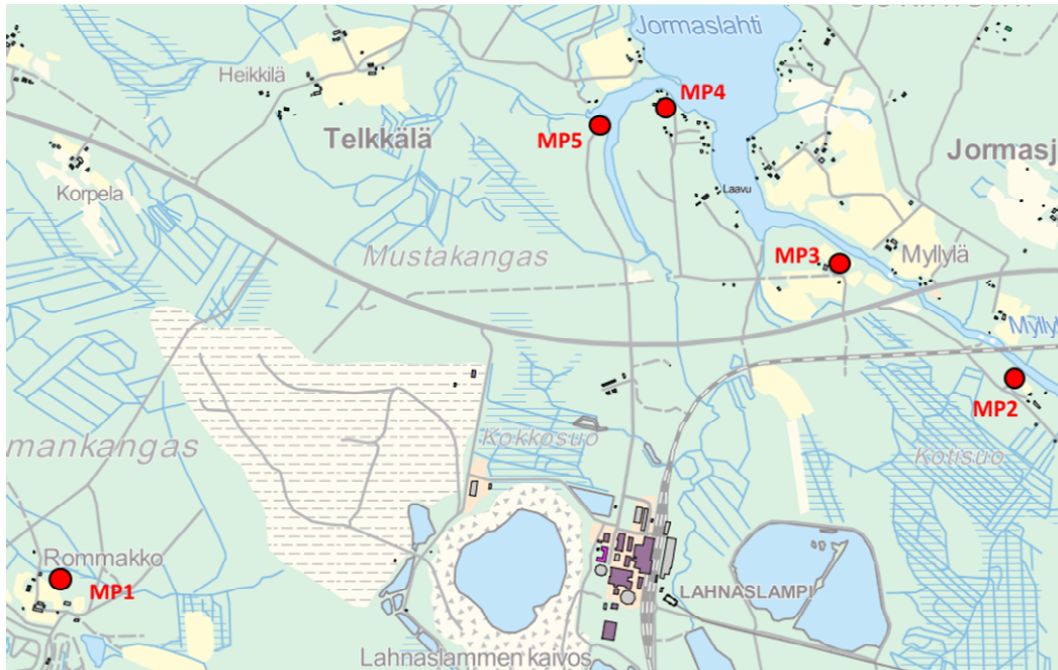 Jormaslahti
Heikkilä
MP4
Telkkälä
MP5
Jormasj
Korpela
Laavu
Mustakangas
MP3
Myllylä
MP2
Kokkosuo
mankangas
Kotisuo
Rommakko
MP1
LAHNASLAMPI
Lahnaslammen kaivos